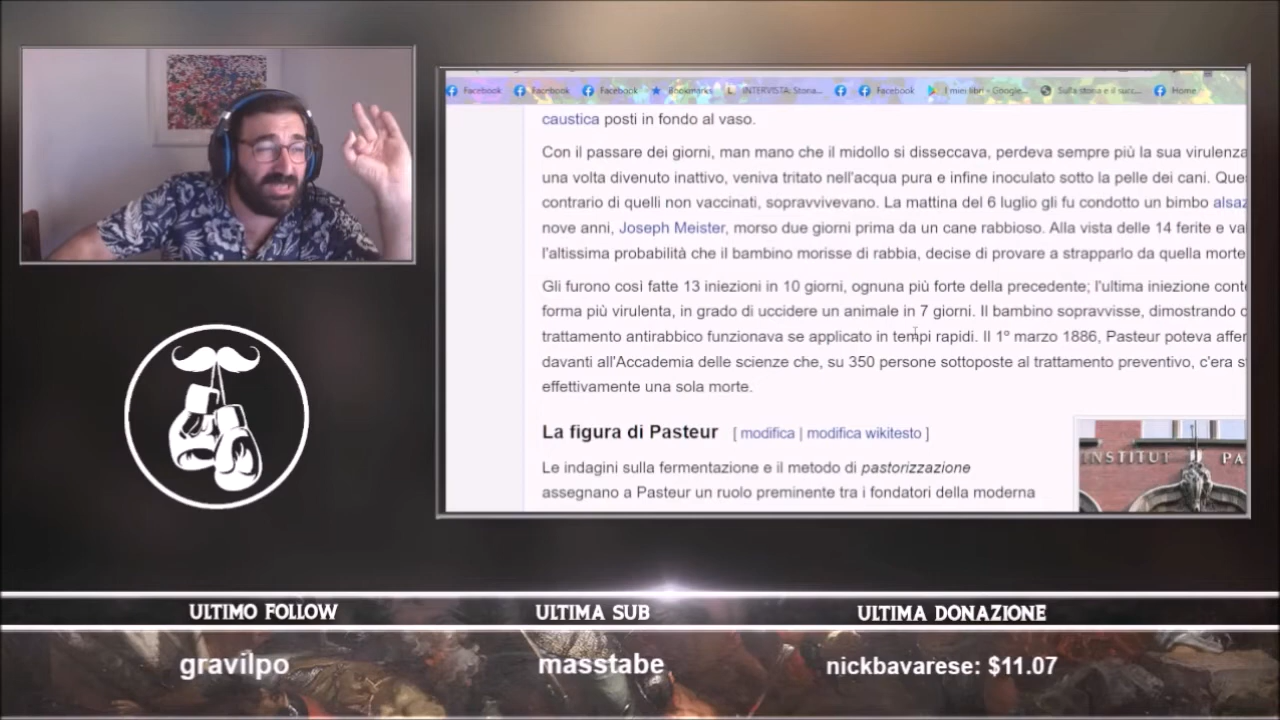 Facebook Facebook Facebook Bookmarks INTERVISTA: Stona... Facebook I miei libri - Google... Sulla storia e il succ... Home
caustica posti in fondo al vaso.
Con il passare dei giorni, man mano che il midollo si disseccava, perdeva sempre più la sua virulenza
una volta divenuto inattivo, veniva tritato nell'acqua pura e infine inoculato sotto la pelle dei cani. Que
contrario di quelli non vaccinati, sopravvivevano. La mattina del 6 luglio gli fu condotto un bimbo alsaz
nove anni, Joseph Meister, morso due giorni prima da un cane rabbioso. Alla vista delle 14 ferite e va
l'altissima probabilità che il bambino morisse di rabbia, decise di provare a strapparlo da quella morte
Gli furono così fatte 13 iniezioni in 10 giorni, ognuna più forte della precedente; l'ultima iniezione cont
forma più virulenta, in grado di uccidere un animale in 7 giorni. Il bambino sopravvisse, dimostrando c
trattamento antirabbico funzionava se applicato in tempi rapidi. Il 1º marzo 1886, Pasteur poteva affer
davanti all'Accademia delle scienze che, su 350 persone sottoposte al trattamento preventivo, c'era s
effettivamente una sola morte.
La figura di Pasteur [ modifica | modifica wikitesto ]
Le indagini sulla fermentazione e il metodo di pastorizzazione
assegnano a Pasteur un ruolo preminente tra i fondatori della moderna
INSTITUT PA
ULTIMO FOLLOW ULTIMA SUB ULTIMA DONAZIONE
gravilpo masstabe nickbavarese: $11.07